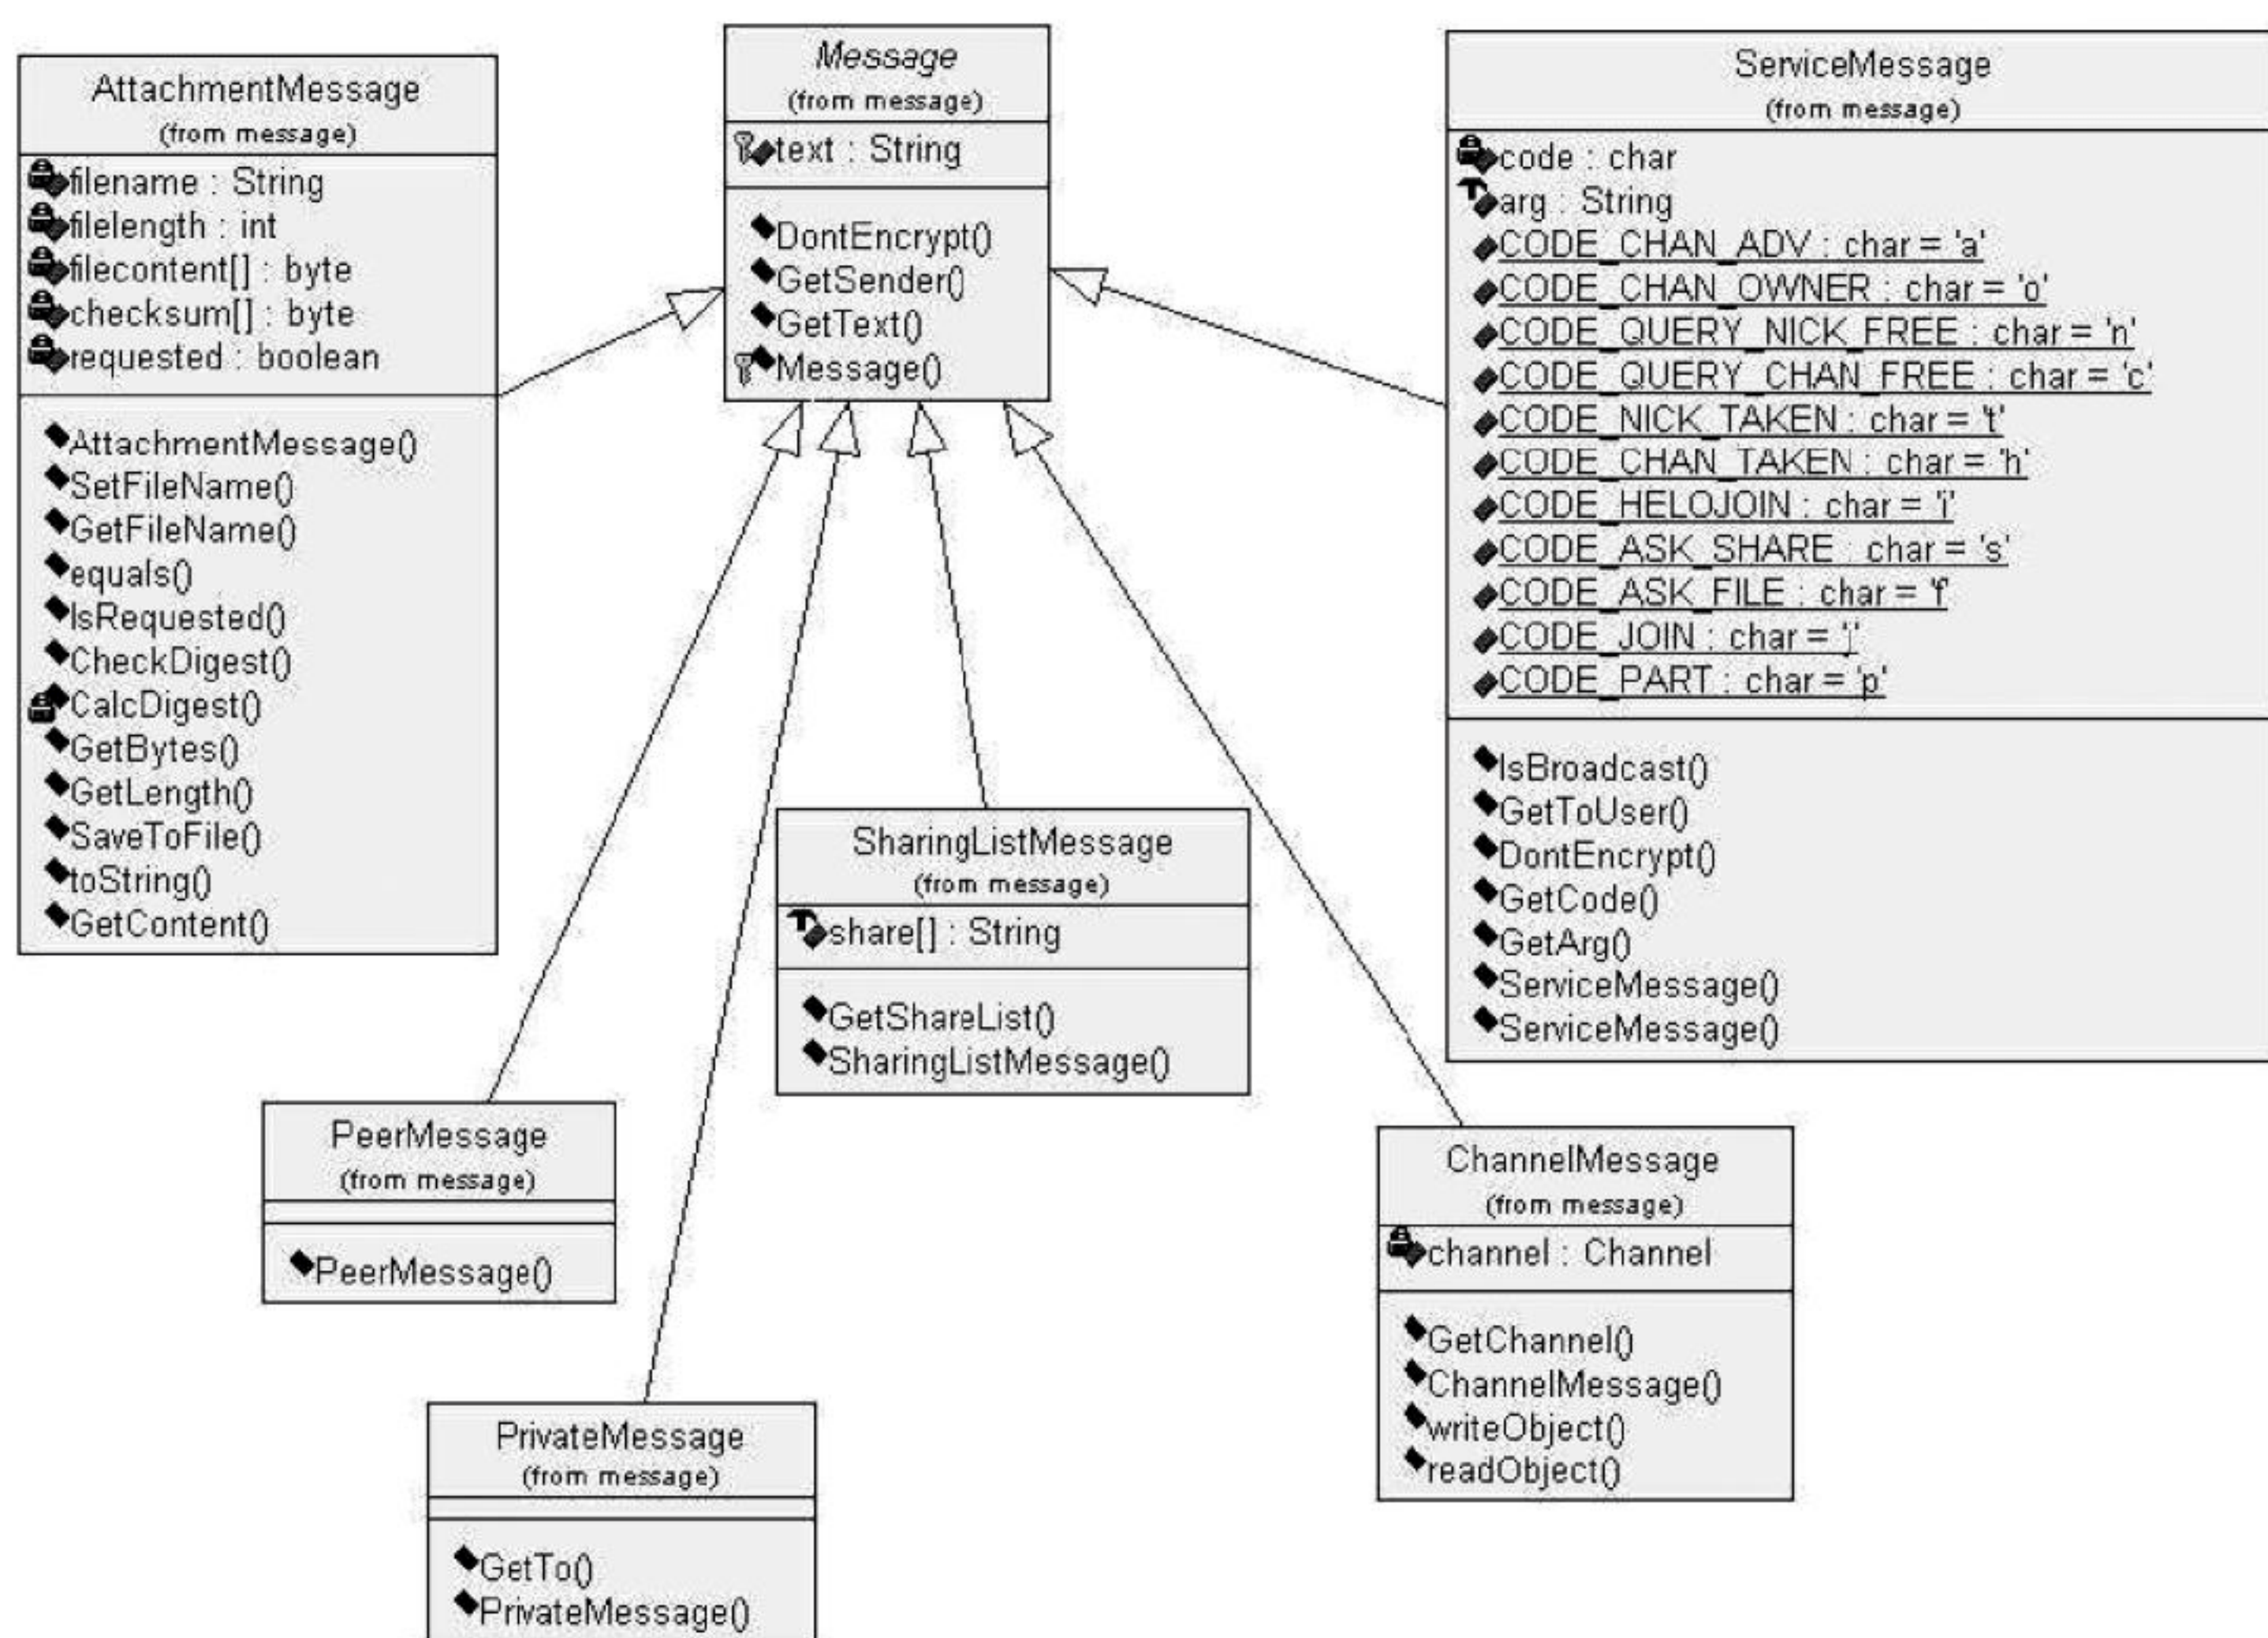 AttachmentMessage
(from message)
filename : String
filelength : int
filecontent[] : byte
checksum[] : byte
requested : boolean
AttachmentMessage()
SetFileName()
GetFileName()
equals()
IsRequested()
CheckDigest()
CalcDigest()
GetBytes()
GetLength()
SaveToFile()
toString()
GetContent()
Message
(from message)
text : String
DontEncrypt()
GetSender()
GetText()
Message()
ServiceMessage
(from message)
code : char
arg : String
CODE_CHAN_ADV : char = 'a'
CODE_CHAN_OWNER : char = 'o'
CODE_QUERY_NICK_FREE : char = 'n'
CODE_QUERY_CHAN_FREE : char = 'c'
CODE_NICK_TAKEN : char = 't'
CODE_CHAN_TAKEN : char = 'h'
CODE_HELOJOIN : char = 'i'
CODE_ASK_SHARE : char = 's'
CODE_ASK_FILE : char = 'f'
CODE_JOIN : char = 'j'
CODE_PART : char = 'p'
IsBroadcast()
GetToUser()
DontEncrypt()
GetCode()
GetArg()
ServiceMessage()
ServiceMessage()
SharingListMessage
(from message)
share[] : String
GetShareList()
SharingListMessage()
PeerMessage
(from message)
PeerMessage()
ChannelMessage
(from message)
channel : Channel
GetChannel()
ChannelMessage()
writeObject()
readObject()
PrivateMessage
(from message)
GetTo()
PrivateMessage()